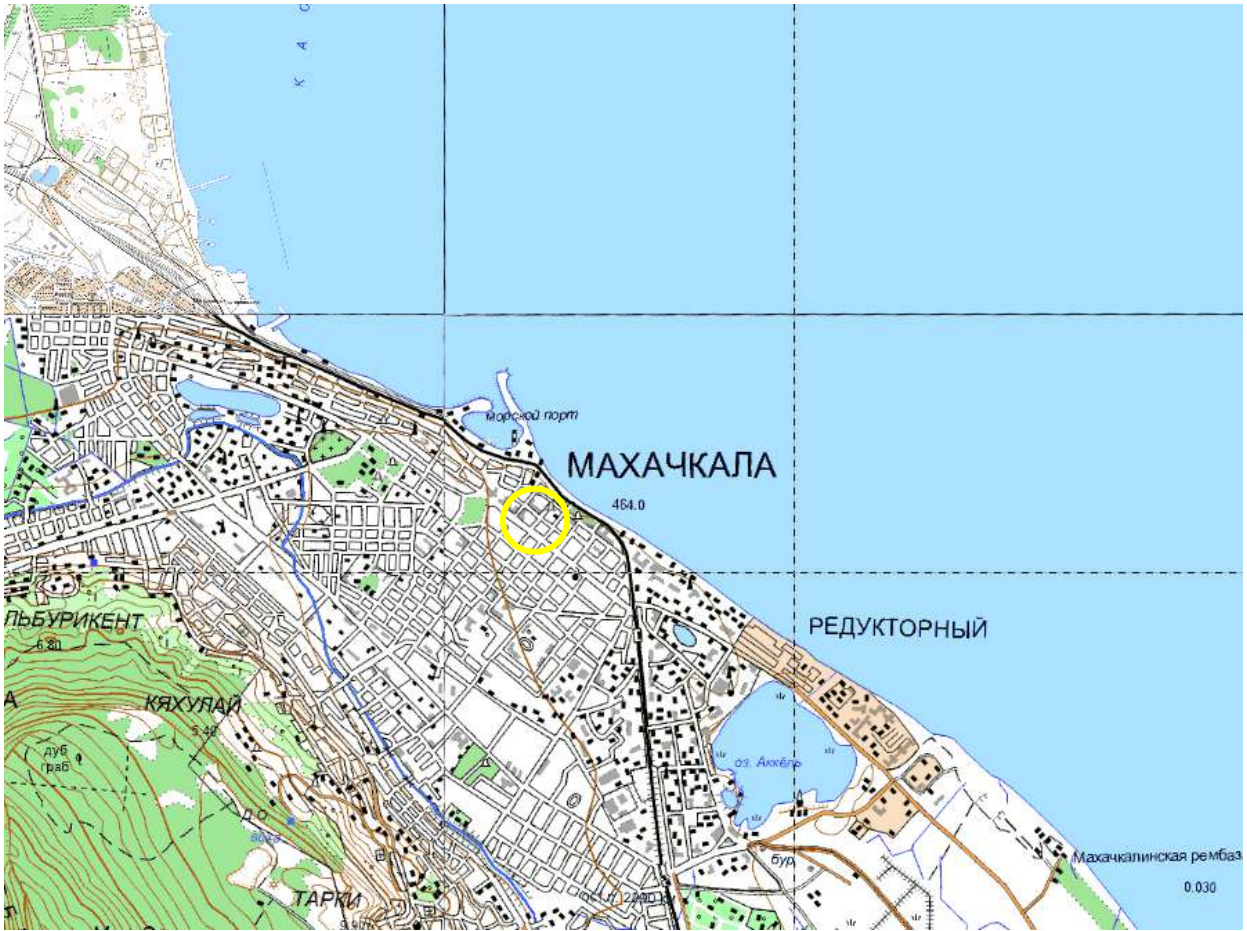 К А С
морской порт
МАХАЧКАЛА
464.0
ЛЬБУРИКЕНТ
6.80
РЕДУКТОРНЫЙ
А
КЯХУЛАЙ
5.40
дуб
граб
оз. Аккёль
Д.О
бур.
Махачкалинская рембаз
0.030
ТАРКИ